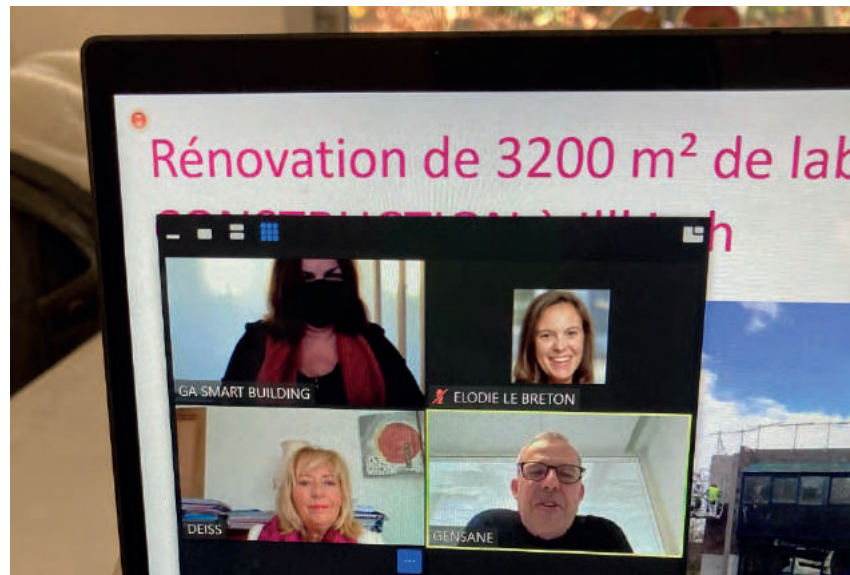 Rénovation de 3200 m² de lab
GA SMART BUILDING
ELODIE LE BRETON
DEISS
GENSANE